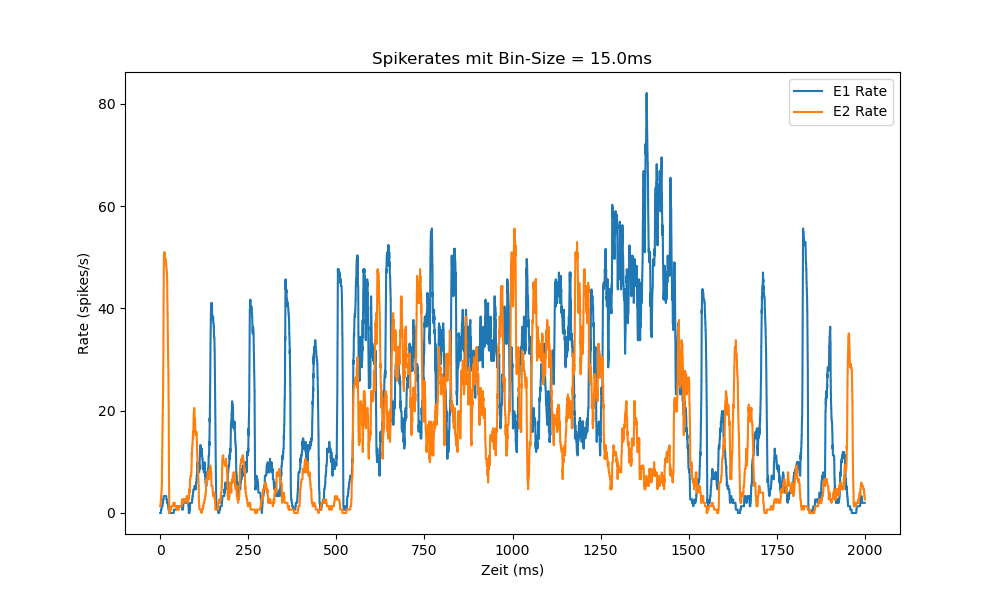 Spikerates mit Bin-Size = 15.0ms
E1 Rate
E2 Rate
80
60
40
20
0
Rate (spikes/s)
0 250 500 750 1000 1250 1500 1750 2000
Zeit (ms)